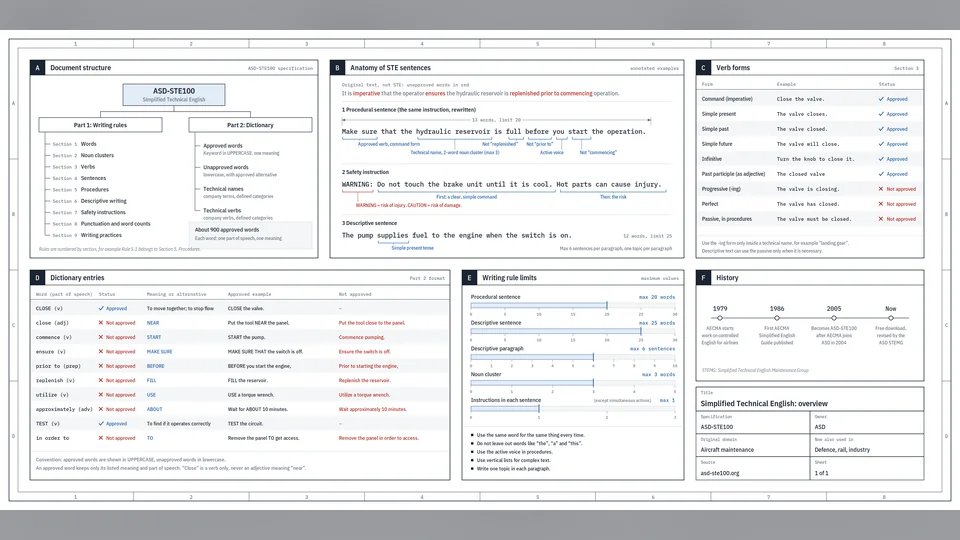 1 2 3 4 5 6 7 8
A
B
C
D
A Document structure ASD-STE100 specification
ASD-STE100
Simplified Technical English
Part 1: Writing rules
Section 1 Words
Section 2 Noun clusters
Section 3 Verbs
Section 4 Sentences
Section 5 Procedures
Section 6 Descriptive writing
Section 7 Safety instructions
Section 8 Punctuation and word counts
Section 9 Writing practices
Part 2: Dictionary
Approved words
Keyword in UPPERCASE, one meaning
Unapproved words
lowercase, with approved alternative
Technical names
company terms, defined categories
Technical verbs
company verbs, defined categories
About 900 approved words
Each word: one part of speech, one meaning
Rules are numbered by section, for example Rule 5.1 belongs to Section 5, Procedures.
B Anatomy of STE sentences annotated examples
Original text, not STE: unapproved words in red
It is imperative that the operator ensures the hydraulic reservoir is replenished prior to commencing operation.
1 Procedural sentence (the same instruction, rewritten)
13 words, limit 20
Make sure that the hydraulic reservoir is full before you start the operation.
Approved verb, command form
Not "replenished"
Not "prior to"
Technical name, 2-word noun cluster (max 3)
Active voice
Not "commencing"
2 Safety instruction
WARNING: Do not touch the brake unit until it is cool. Hot parts can cause injury.
First: a clear, simple command
Then the risk
WARNING = risk of injury. CAUTION = risk of damage.
3 Descriptive sentence
The pump supplies fuel to the engine when the switch is on. 12 words, limit 25
Simple present tense
Max 6 sentences per paragraph, one topic per paragraph
C Verb forms Section 3
Form Example Status
Command (imperative) Close the valve. Approved
Simple present The valve closes. Approved
Simple past The valve closed. Approved
Simple future The valve will close. Approved
Infinitive Turn the knob to close it. Approved
Past participle (as adjective) The closed valve Approved
Progressive (-ing) The valve is closing. Not approved
Perfect The valve has closed. Not approved
Passive, in procedures The valve must be closed. Not approved
Use the -ing form only inside a technical name, for example "landing gear".
Descriptive text can use the passive only when it is necessary.
D Dictionary entries Part 2 format
Word (part of speech) Status Meaning or alternative Approved example Not approved
CLOSE (v) Approved To move together; to stop flow CLOSE the valve. –
close (adj) Not approved NEAR Put the tool NEAR the panel. Put the tool close to the panel.
commence (v) Not approved START START the pump. Commence pumping.
ensure (v) Not approved MAKE SURE MAKE SURE THAT the switch is off. Ensure the switch is off.
prior to (prep) Not approved BEFORE BEFORE you start the engine, Prior to starting the engine,
replenish (v) Not approved FILL FILL the reservoir. Replenish the reservoir.
utilize (v) Not approved USE USE a torque wrench. Utilize a torque wrench.
approximately (adv) Not approved ABOUT Wait for ABOUT 10 minutes. Wait approximately 10 minutes.
TEST (v) Approved To find if it operates correctly TEST the circuit. –
in order to Not approved TO Remove the panel TO get access. Remove the panel in order to access.
Convention: approved words are shown in UPPERCASE, unapproved words in lowercase.
An approved word keeps only its listed meaning and part of speech. "Close" is a verb only, never an adjective meaning "near".
E Writing rule limits maximum values
Procedural sentence max 20 words
0 5 10 15 20 25 30
Descriptive sentence max 25 words
0 5 10 15 20 25 30
Descriptive paragraph max 6 sentences
0 1 2 3 4 5 6 7 8 9 10
Noun cluster max 3 words
0 1 2 3 4 5
Instructions in each sentence (except simultaneous actions) max 1
0 1 2 3
Use the same word for the same thing every time.
Do not leave out words like "the", "a" and "this".
Use the active voice in procedures.
Use vertical lists for complex text.
Write one topic in each paragraph.
F History
1979 1986 2005 Now
AECMA starts work on controlled English for airlines
First AECMA Simplified English Guide published
Becomes ASD-STE100 after AECMA joins ASD in 2004
Free download, revised by the ASD STEMG
STEMG: Simplified Technical English Maintenance Group
Title
Simplified Technical English: overview
Specification Owner
ASD-STE100 ASD
Original domain Now also used in
Aircraft maintenance Defence, rail, industry
Source Sheet
asd-ste100.org 1 of 1
A
B
C
D
1 2 3 4 5 6 7 8